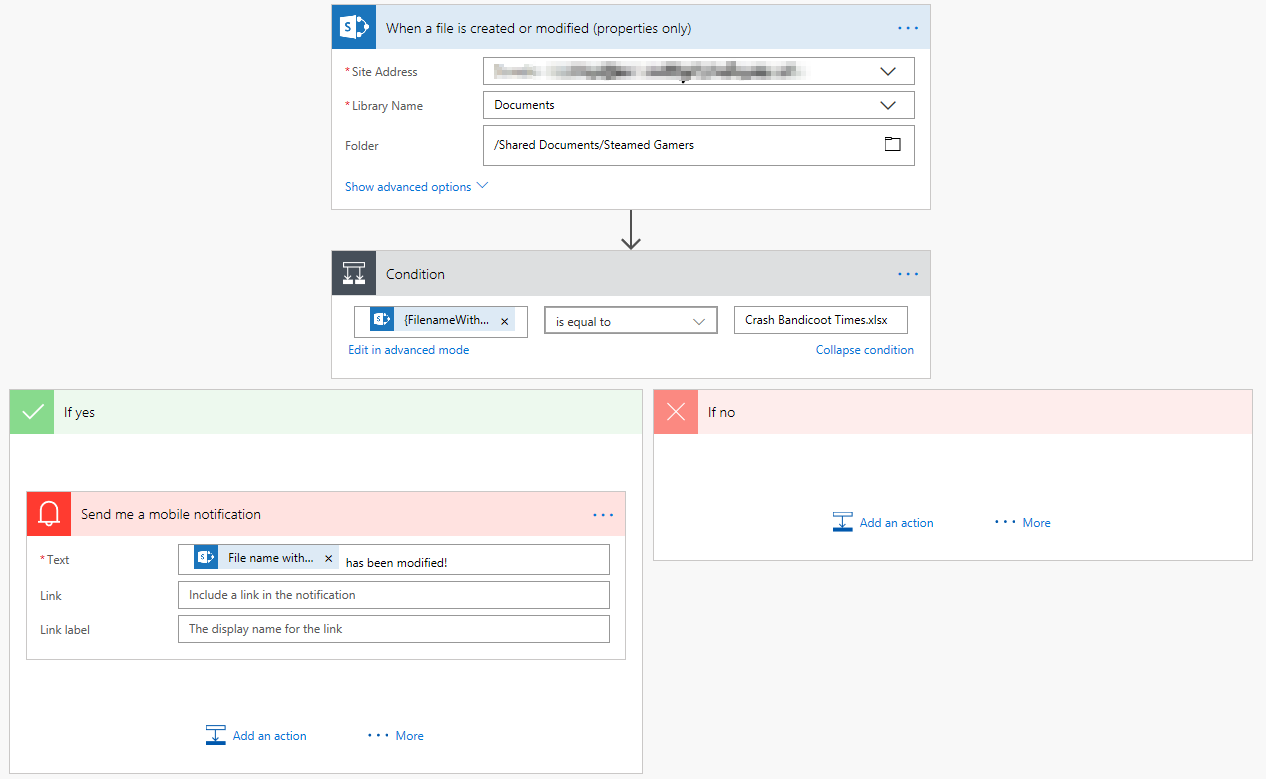 When a file is created or modified (properties only)
* Site Address
* Library Name
Documents
Folder
/Shared Documents/Steamed Gamers
Show advanced options
Condition
{FilenameWith... x
is equal to
Crash Bandicoot Times.xlsx
Edit in advanced mode
Collapse condition
If yes
If no
Send me a mobile notification
* Text
File name with... x has been modified!
Link
Include a link in the notification
Link label
The display name for the link
Add an action
... More
Add an action
... More